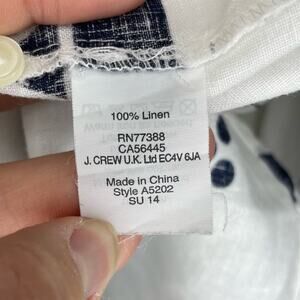 100% Linen
RN77388
CA56445
J. CREW U.K. Ltd EC4V 6JA
Made in China
Style A5202
SU 14